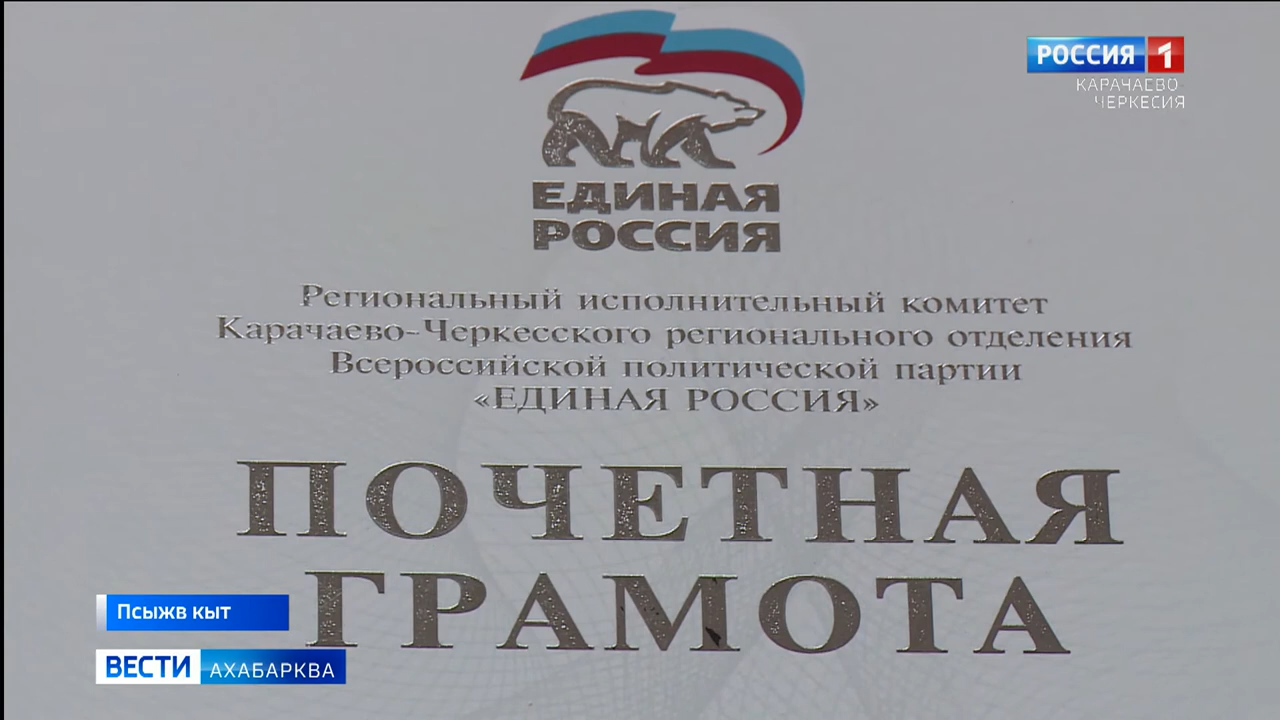 РОССИЯ 1
КАРАЧАЕВО-
ЧЕРКЕСИЯ
ЕДИНАЯ
РОССИЯ
Региональный исполнительный комитет
Карачаево-Черкесского регионального отделения
Всероссийской политической партии
«ЕДИНАЯ РОССИЯ»
ПОЧЕТНАЯ
ГРАМОТА
Псыжв кыт
ВЕСТИ АХАБАРКВА